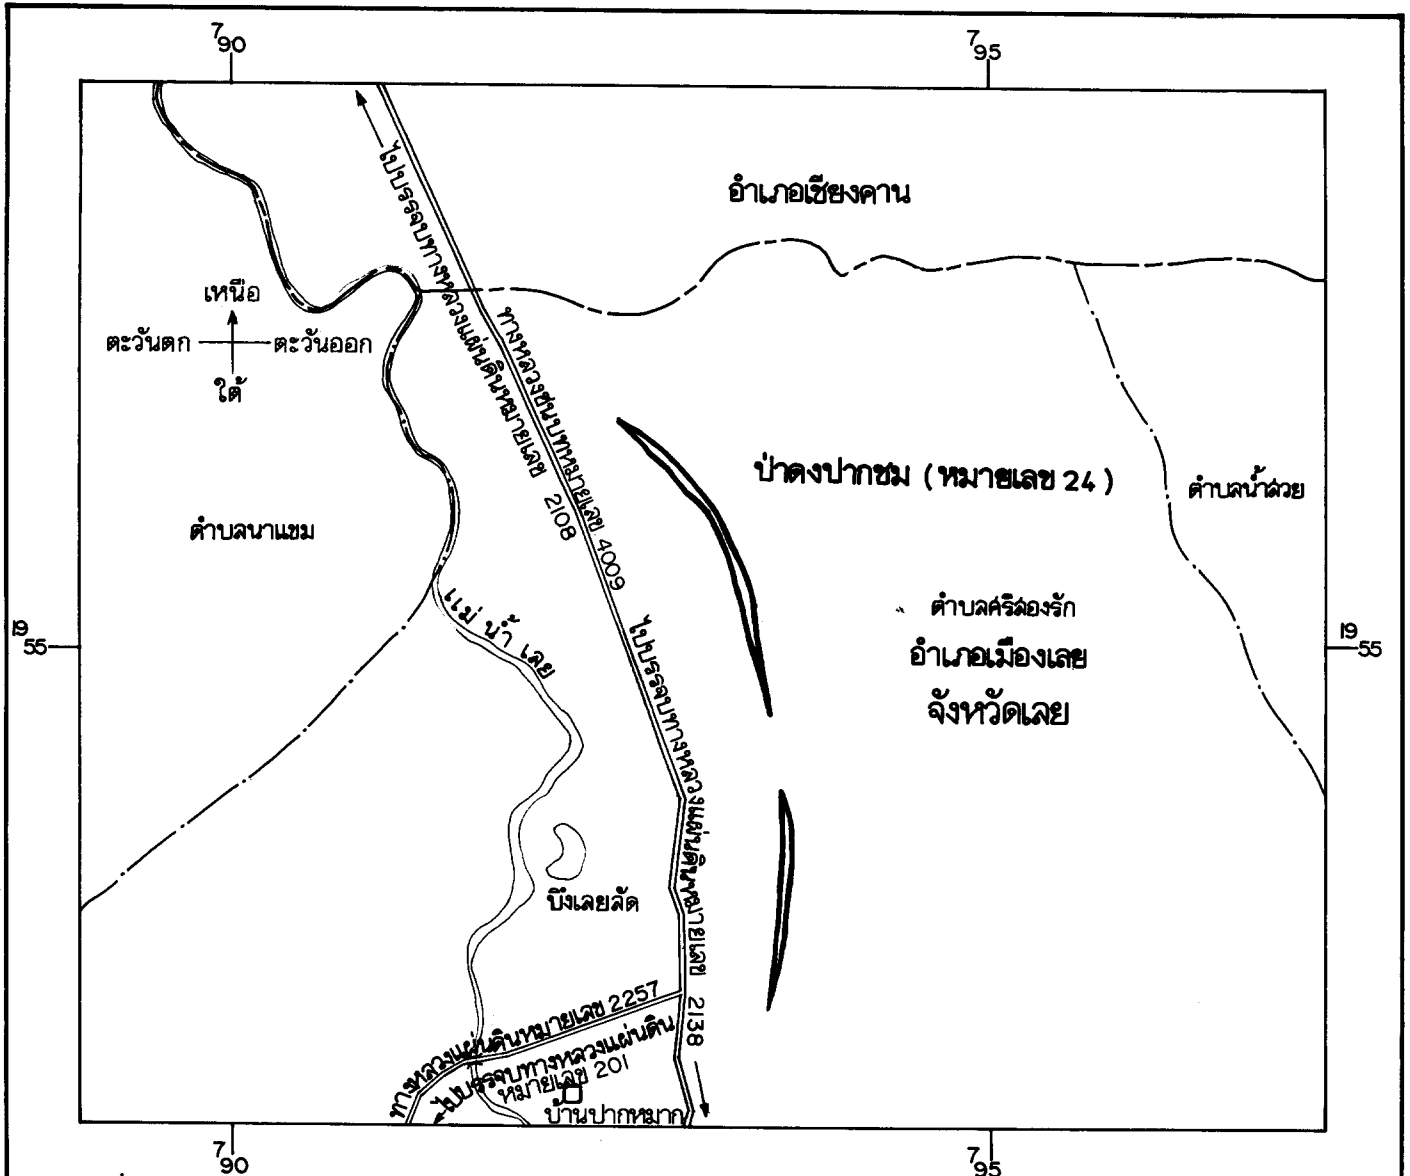 790
795
อำเภอเชียงคาน
ไปบรรจบทางหลวงแผ่นดินหมายเลข 2108
เหนือ
ตะวันตก
ตะวันออก
ใต้
ทางหลวงชนบทหมายเลข 4009
ไปบรรจบทางหลวงแผ่นดินหมายเลข 2138
ป่าดงปากชม (หมายเลข 24)
ตำบลน้ำสวย
ตำบลนาแขม
ตำบลศรีสองรัก
อำเภอเมืองเลย
จังหวัดเลย
แม่น้ำเลย
1955
1955
บึงเลยลัด
ทางหลวงแผ่นดินหมายเลข 2257
ไปบรรจบทางหลวงแผ่นดิน
หมายเลข 201
บ้านปากหมาก
790
795